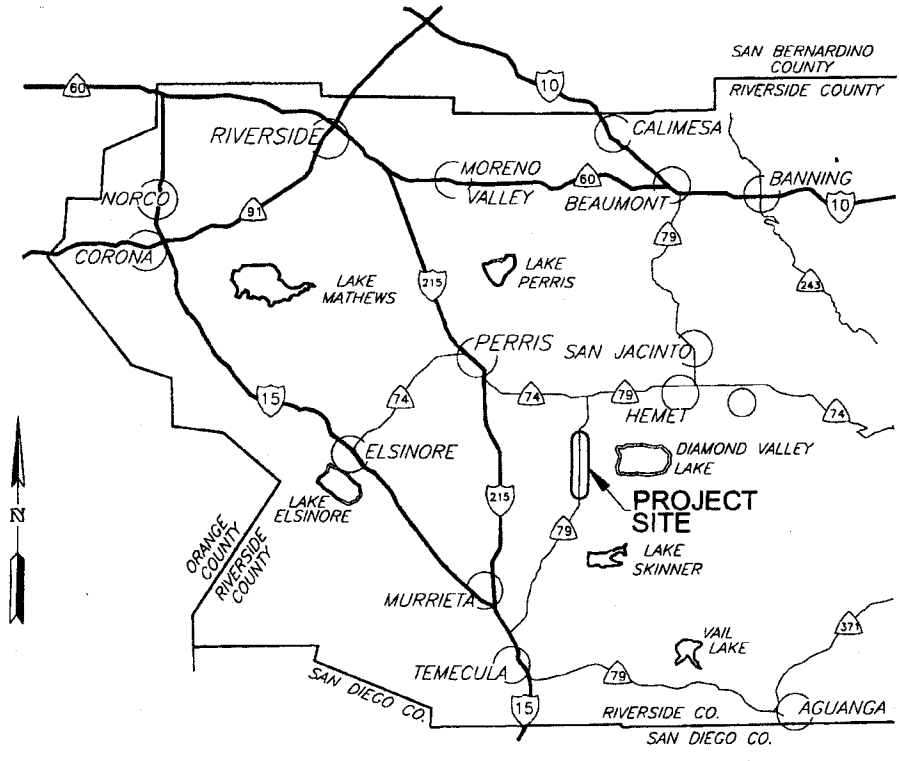 SAN BERNARDINO
COUNTY
RIVERSIDE COUNTY
60
10
RIVERSIDE
CALIMESA
MORENO
VALLEY
60
BEAUMONT
BANNING
10
NORCO
91
79
CORONA
LAKE
MATHEWS
215
LAKE
PERRIS
243
PERRIS
SAN JACINTO
15
74
74
79
HEMET
74
ELSINORE
DIAMOND VALLEY
LAKE
LAKE
ELSINORE
215
PROJECT
SITE
N
79
ORANGE
COUNTY
RIVERSIDE
COUNTY
LAKE
SKINNER
MURRIETA
371
VAIL
LAKE
TEMECULA
79
SAN DIEGO CO.
15
RIVERSIDE CO.
AGUANGA
SAN DIEGO CO.